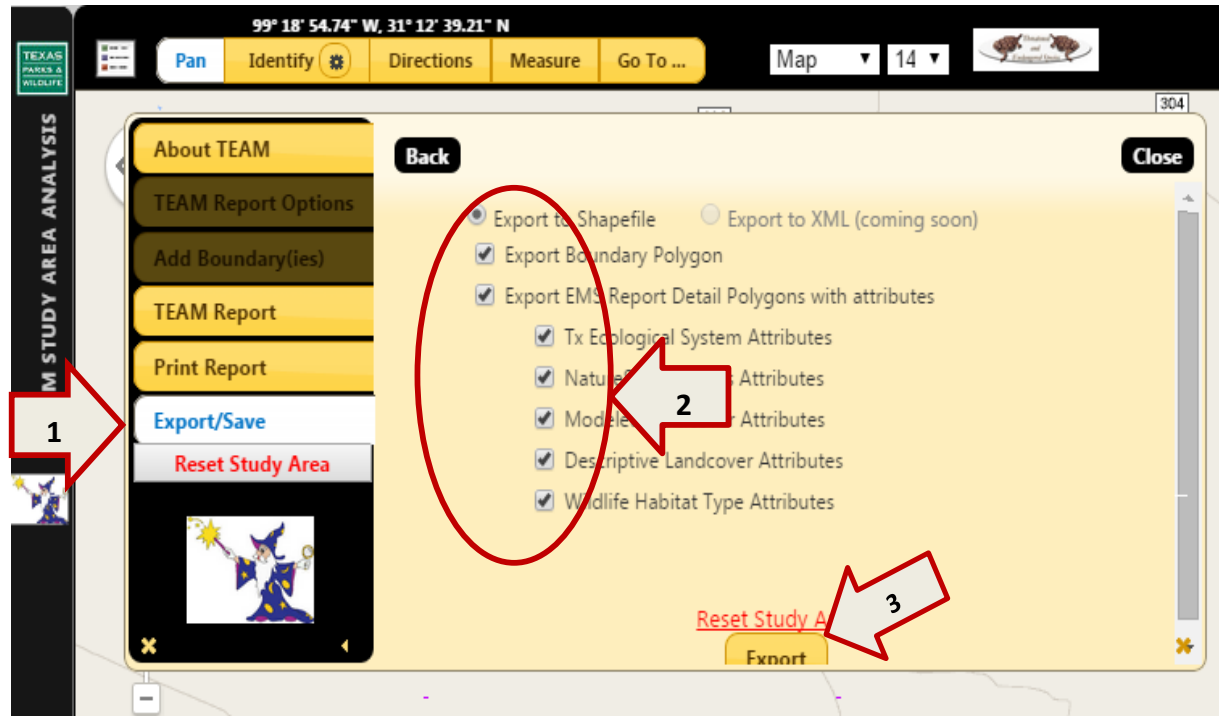 99° 18' 54.74" W, 31° 12' 39.21" N
TEXAS
PARKS &
WILDLIFE
Pan Identify Directions Measure Go To ... Map 14
Threatened
and
Endangered
304
M STUDY AREA ANALYSIS
About TEAM
TEAM Report Options
Add Boundary(ies)
TEAM Report
Print Report
Export/Save
Reset Study Area
Back
Close
Export to Shapefile Export to XML (coming soon)
Export Boundary Polygon
Export EMS Report Detail Polygons with attributes
Tx Ecological System Attributes
Attributes
Attributes
Descriptive Landcover Attributes
Wildlife Habitat Type Attributes
Reset Study A
Export
1
2
3